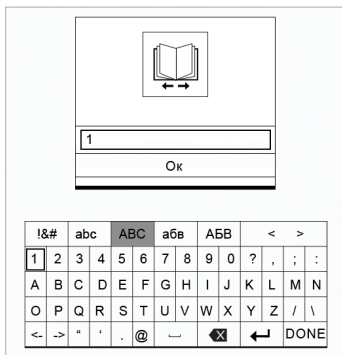 1
Ок
!&# abc ABC абв АБВ < >
1 2 3 4 5 6 7 8 9 0 ? , ; :
A B C D E F G H I J K L M N
O P Q R S T U V W X Y Z / \
<- -> “ ‘ . @ DONE